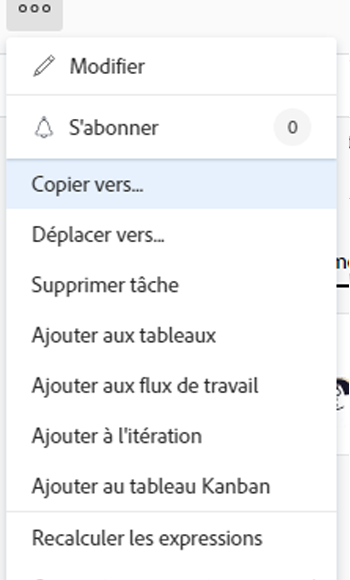 Modifier
S'abonner 0
Copier vers...
Déplacer vers...
Supprimer tâche
Ajouter aux tableaux
Ajouter aux flux de travail
Ajouter à l'itération
Ajouter au tableau Kanban
Recalculer les expressions